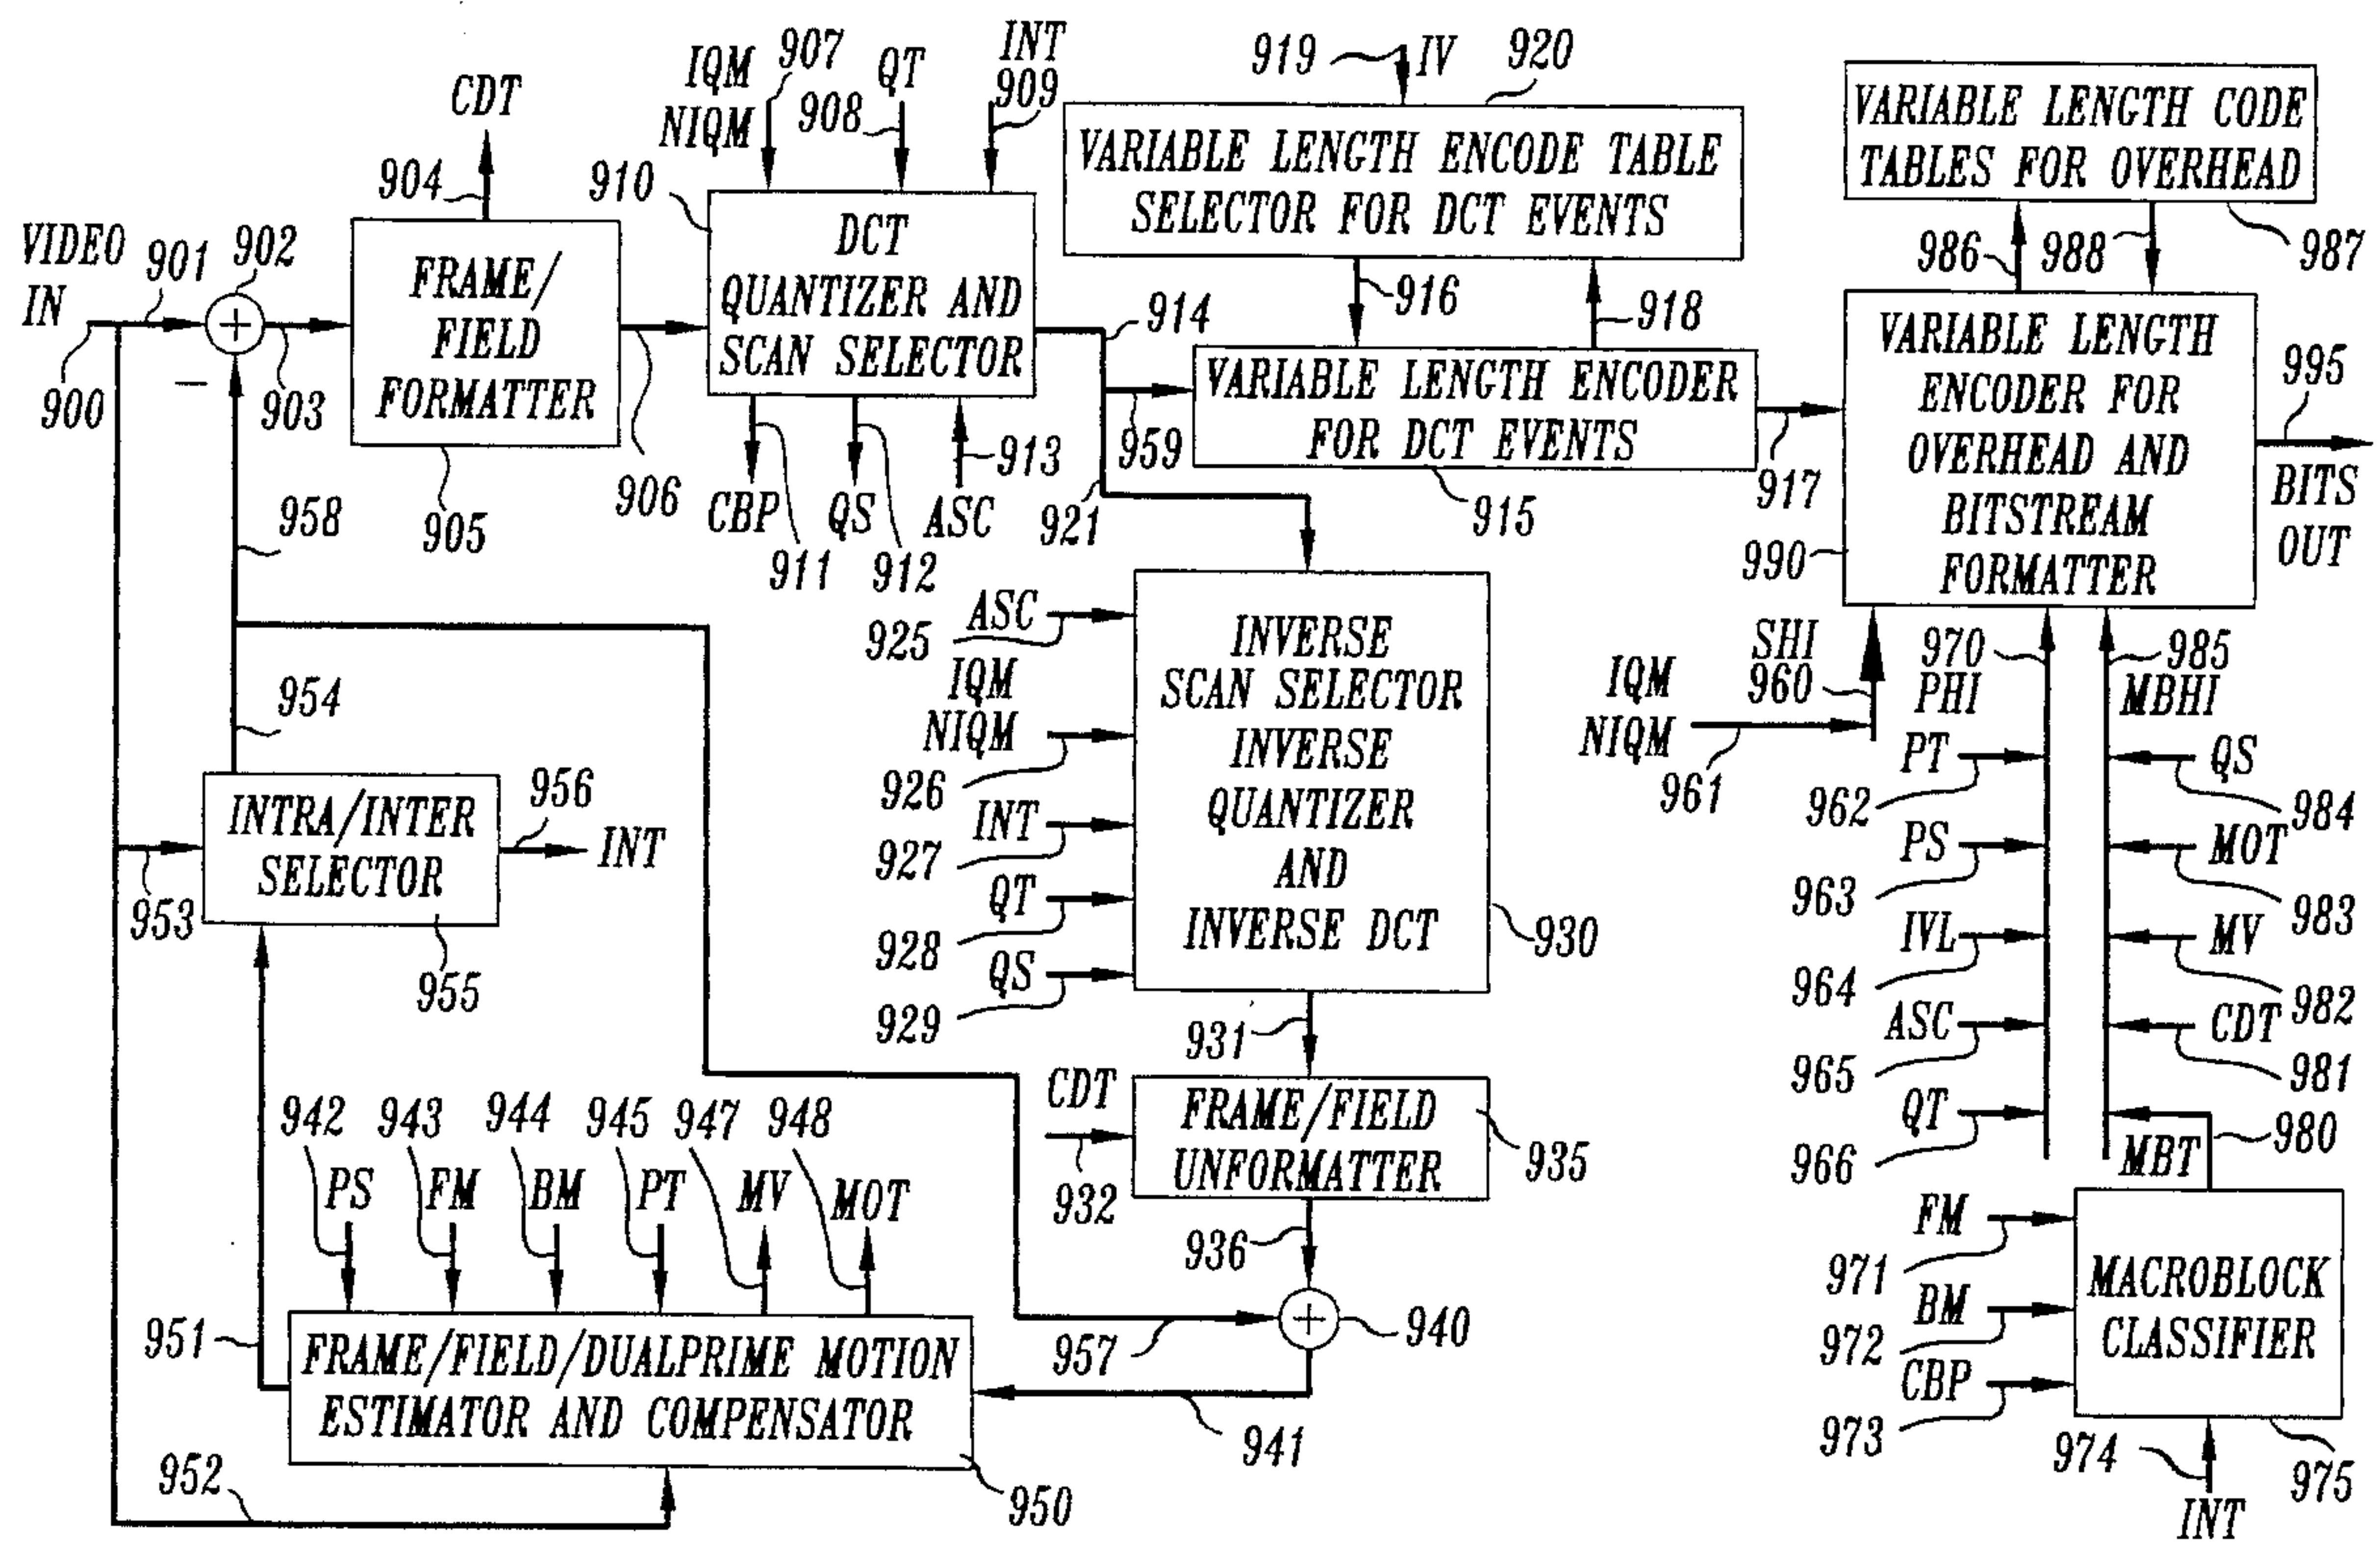 VIDEO
IN
900
901
902
903
CDT
904
FRAME/
FIELD
FORMATTER
905
906
IQM
NIQM
907
QT
908
INT
909
910
DCT
QUANTIZER AND
SCAN SELECTOR
CBP
911
QS
912
ASC
913
914
959
921
919
IV
920
VARIABLE LENGTH ENCODE TABLE
SELECTOR FOR DCT EVENTS
916
918
VARIABLE LENGTH ENCODER
FOR DCT EVENTS
915
917
VARIABLE LENGTH CODE
TABLES FOR OVERHEAD
986
988
987
VARIABLE LENGTH
ENCODER FOR
OVERHEAD AND
BITSTREAM
FORMATTER
990
995
BITS
OUT
958
954
INTRA/INTER
SELECTOR
953
955
956
INT
ASC
925
IQM
NIQM
926
INT
927
QT
928
QS
929
INVERSE
SCAN SELECTOR
INVERSE
QUANTIZER
AND
INVERSE DCT
930
931
CDT
932
FRAME/FIELD
UNFORMATTER
935
936
940
957
941
942
PS
943
FM
944
BM
945
PT
947
MV
948
MOT
951
FRAME/FIELD/DUALPRIME MOTION
ESTIMATOR AND COMPENSATOR
950
952
SHI
960
IQM
NIQM
961
970
PHI
985
MBHI
PT
962
PS
963
IVL
964
ASC
965
QT
966
QS
984
MOT
983
MV
982
CDT
981
980
MBT
FM
971
BM
972
CBP
973
MACROBLOCK
CLASSIFIER
974
INT
975